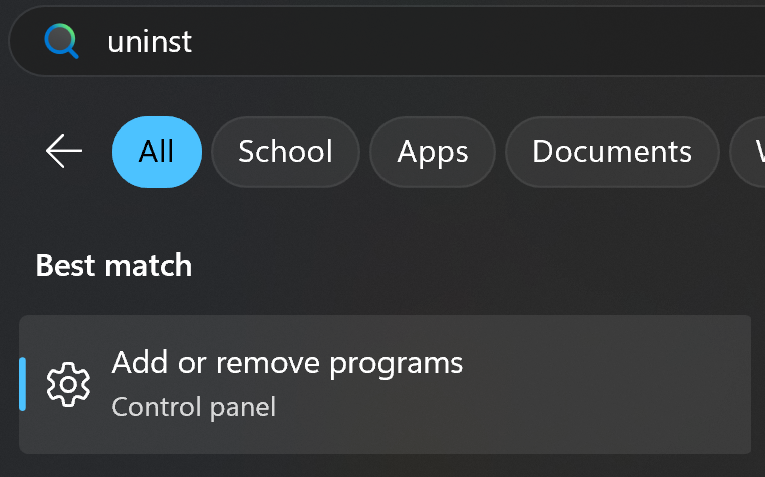 uninst
All School Apps Documents
Best match
Add or remove programs
Control panel